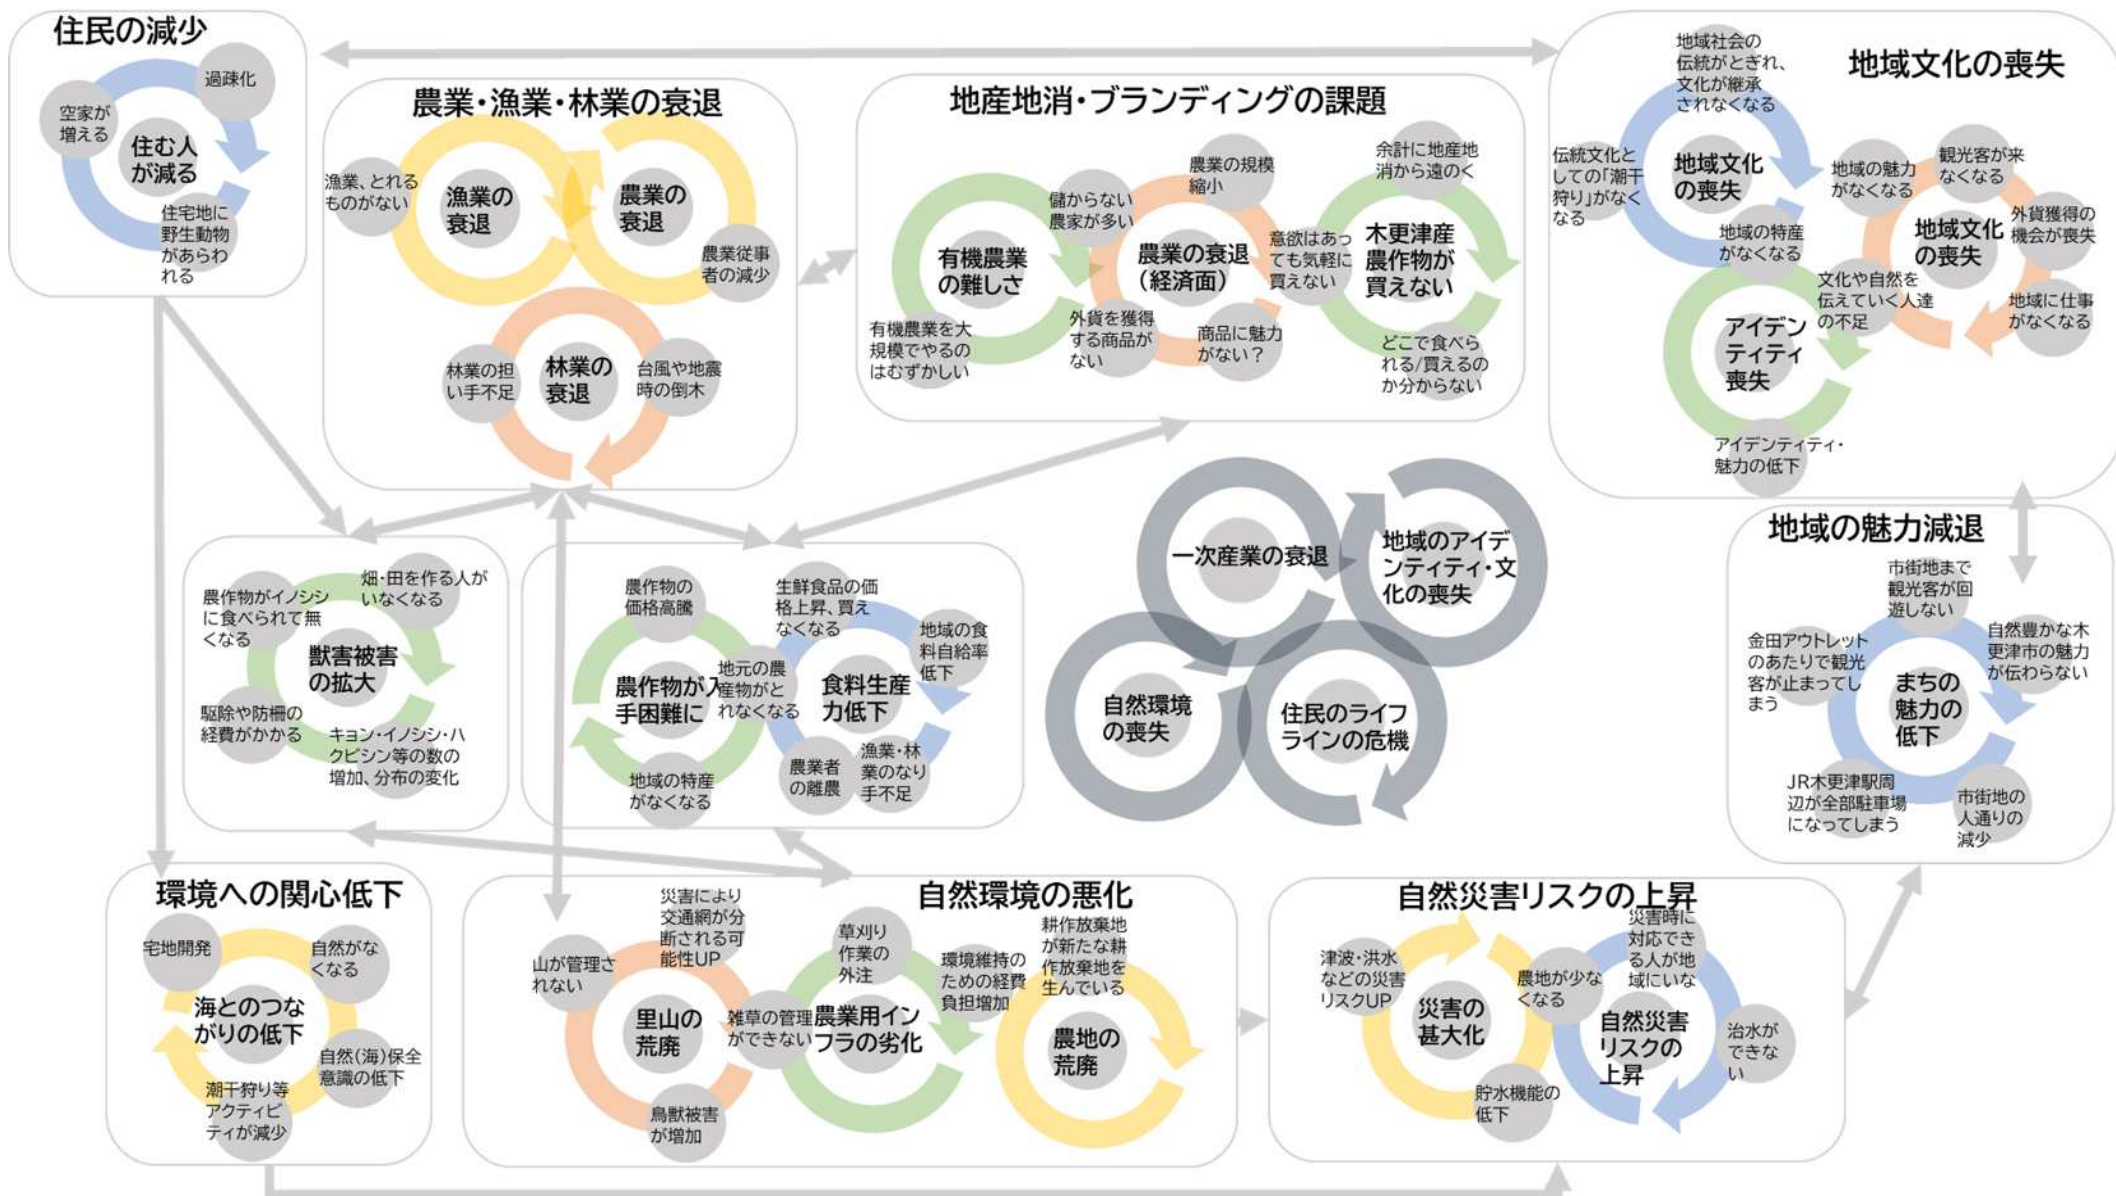 住民の減少
過疎化
空家が
増える
住む人
が減る
住宅地に
野生動物
があらわ
れる
農業・漁業・林業の衰退
漁業、とれる
ものがない
漁業の
衰退
農業の
衰退
農業従事
者の減少
林業の担
い手不足
林業の
衰退
台風や地震
時の倒木
地産地消・ブランディングの課題
有機農業
の難しさ
有機農業を大
規模でやるの
はむずかしい
儲からない
農家が多い
農業の規模
縮小
農業の衰退
（経済面）
外貨を獲得
する商品が
ない
商品に魅力
がない？
意欲はあっ
ても気軽に
買えない
余計に地産地
消から遠のく
木更津産
農作物が
買えない
どこで食べら
れる/買えるの
か分からない
地域文化の喪失
地域社会の
伝統がとぎれ、
文化が継承
されなくなる
伝統文化と
しての「潮干
狩り」がなく
なる
地域文化
の喪失
地域の特産
がなくなる
地域の魅力
がなくなる
観光客が来
なくなる
外貨獲得の
機会が喪失
地域文化
の喪失
地域に仕事
がなくなる
文化や自然を
伝えていく人達
の不足
アイデン
ティティ
喪失
アイデンティティ・
魅力の低下
農作物がイノシシ
に食べられて無
くなる
畑・田を作る人が
いなくなる
獣害被害
の拡大
駆除や防柵の
経費がかかる
キョン・イノシシ・ハ
クビシン等の数の
増加、分布の変化
農作物の
価格高騰
農作物が入
手困難に
地域の特産
がなくなる
地元の農
産物がと
れなくなる
生鮮食品の価
格上昇、買え
なくなる
地域の食
料自給率
低下
食料生産
力低下
農業者
の離農
漁業・林
業のなり
手不足
一次産業の衰退
地域のアイデ
ンティティ・文
化の喪失
自然環境
の喪失
住民のライフ
ラインの危機
地域の魅力減退
市街地まで
観光客が回
遊しない
金田アウトレット
のあたりで観光
客が止まってし
まう
自然豊かな木
更津市の魅力
が伝わらない
まちの
魅力の
低下
JR木更津駅周
辺が全部駐車場
になってしまう
市街地の
人通りの
減少
環境への関心低下
宅地開発
自然がな
くなる
海とのつな
がりの低下
自然（海）保全
意識の低下
潮干狩り等
アクティビ
ティが減少
自然環境の悪化
災害により
交通網が分
断される可
能性UP
山が管理さ
れない
里山の
荒廃
鳥獣被害
が増加
雑草の管理
ができない
草刈り
作業の
外注
農業用イン
フラの劣化
環境維持の
ための経費
負担増加
耕作放棄地
が新たな耕
作放棄地を
生んでいる
農地の
荒廃
自然災害リスクの上昇
津波・洪水
などの災害
リスクUP
災害の
甚大化
貯水機能の
低下
農地が少な
くなる
災害時に
対応でき
る人が地
域にいな
自然災害
リスクの
上昇
治水が
できな
い